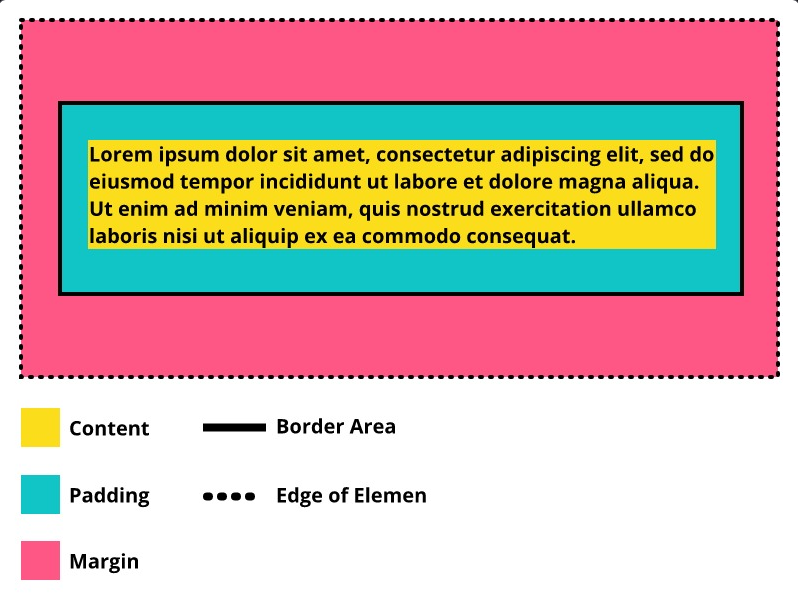 Lorem ipsum dolor sit amet, consectetur adipiscing elit, sed do
eiusmod tempor incididunt ut labore et dolore magna aliqua.
Ut enim ad minim veniam, quis nostrud exercitation ullamco
laboris nisi ut aliquip ex ea commodo consequat.
Content
Border Area
Padding
Edge of Elemen
Margin